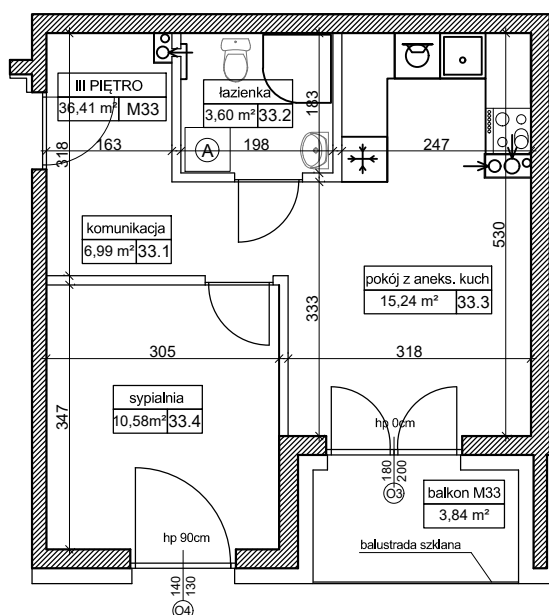 III PIĘTRO
36,41 m² M33
łazienka
3,60 m² 33.2
183
163
198
247
318
A
komunikacja
6,99 m² 33.1
530
pokój z aneks. kuch
15,24 m² 33.3
333
305
318
sypialnia
10,58m² 33.4
347
hp 0cm
180
200
O3
balkon M33
3,84 m²
hp 90cm
balustrada szklana
140
130
O4